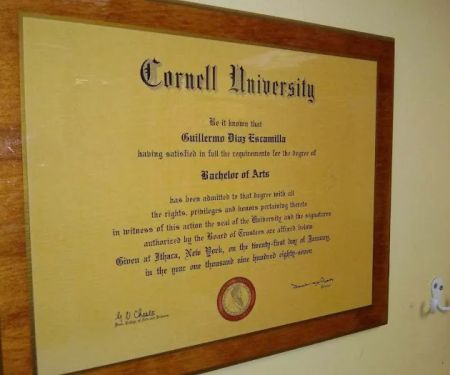 Cornell University
Be it known that
Guillermo Diaz Escamilla
having satisfied in full the requirements for the degree of
Bachelor of Arts
has been admitted to that degree with all
the rights, privileges and honors pertaining thereto
in witness of this action the seal of the University and the signatures
authorized by the Board of Trustees are affixed below
Given at Ithaca, New York, on the twenty-first day of January,
in the year one thousand nine hundred eighty-seven.